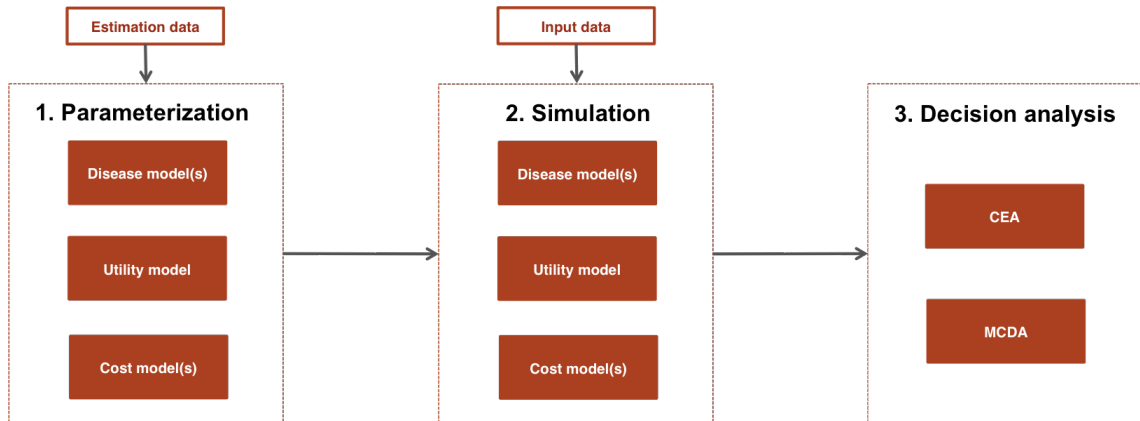 Estimation data
Input data
1. Parameterization
Disease model(s)
Utility model
Cost model(s)
2. Simulation
Disease model(s)
Utility model
Cost model(s)
3. Decision analysis
CEA
MCDA